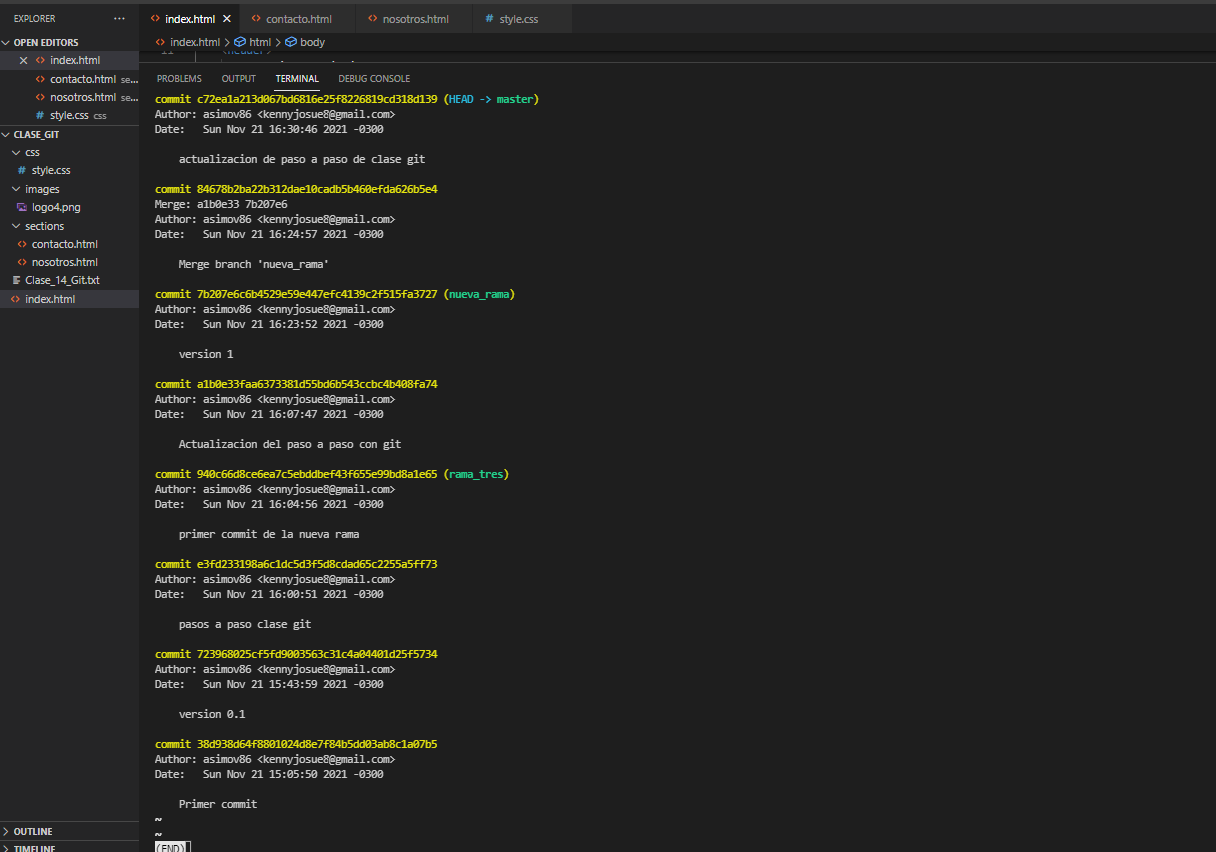 EXPLORER ···
OPEN EDITORS
index.html
contacto.html se...
nosotros.html se...
# style.css css
CLASE_GIT
css
# style.css
images
logo4.png
sections
contacto.html
nosotros.html
Clase_14_Git.txt
index.html
OUTLINE
TIMELINE
index.html
contacto.html
nosotros.html
# style.css
index.html > html > body
11 <header>
PROBLEMS OUTPUT TERMINAL DEBUG CONSOLE
commit c72ea1a213d067bd6816e25f8226819cd318d139 (HEAD -> master)
Author: asimov86 <kennyjosue8@gmail.com>
Date: Sun Nov 21 16:30:46 2021 -0300
actualizacion de paso a paso de clase git
commit 84678b2ba22b312dae10cadb5b460efda626b5e4
Merge: a1b0e33 7b207e6
Author: asimov86 <kennyjosue8@gmail.com>
Date: Sun Nov 21 16:24:57 2021 -0300
Merge branch 'nueva_rama'
commit 7b207e6c6b4529e59e447efc4139c2f515fa3727 (nueva_rama)
Author: asimov86 <kennyjosue8@gmail.com>
Date: Sun Nov 21 16:23:52 2021 -0300
version 1
commit a1b0e33faa6373381d55bd6b543ccbc4b408fa74
Author: asimov86 <kennyjosue8@gmail.com>
Date: Sun Nov 21 16:07:47 2021 -0300
Actualizacion del paso a paso con git
commit 940c66d8ce6ea7c5ebddbef43f655e99bd8a1e65 (rama_tres)
Author: asimov86 <kennyjosue8@gmail.com>
Date: Sun Nov 21 16:04:56 2021 -0300
primer commit de la nueva rama
commit e3fd233198a6c1dc5d3f5d8cdad65c2255a5ff73
Author: asimov86 <kennyjosue8@gmail.com>
Date: Sun Nov 21 16:00:51 2021 -0300
pasos a paso clase git
commit 723968025cf5fd9003563c31c4a04401d25f5734
Author: asimov86 <kennyjosue8@gmail.com>
Date: Sun Nov 21 15:43:59 2021 -0300
version 0.1
commit 38d938d64f8801024d8e7f84b5dd03ab8c1a07b5
Author: asimov86 <kennyjosue8@gmail.com>
Date: Sun Nov 21 15:05:50 2021 -0300
Primer commit
~
~
(END)